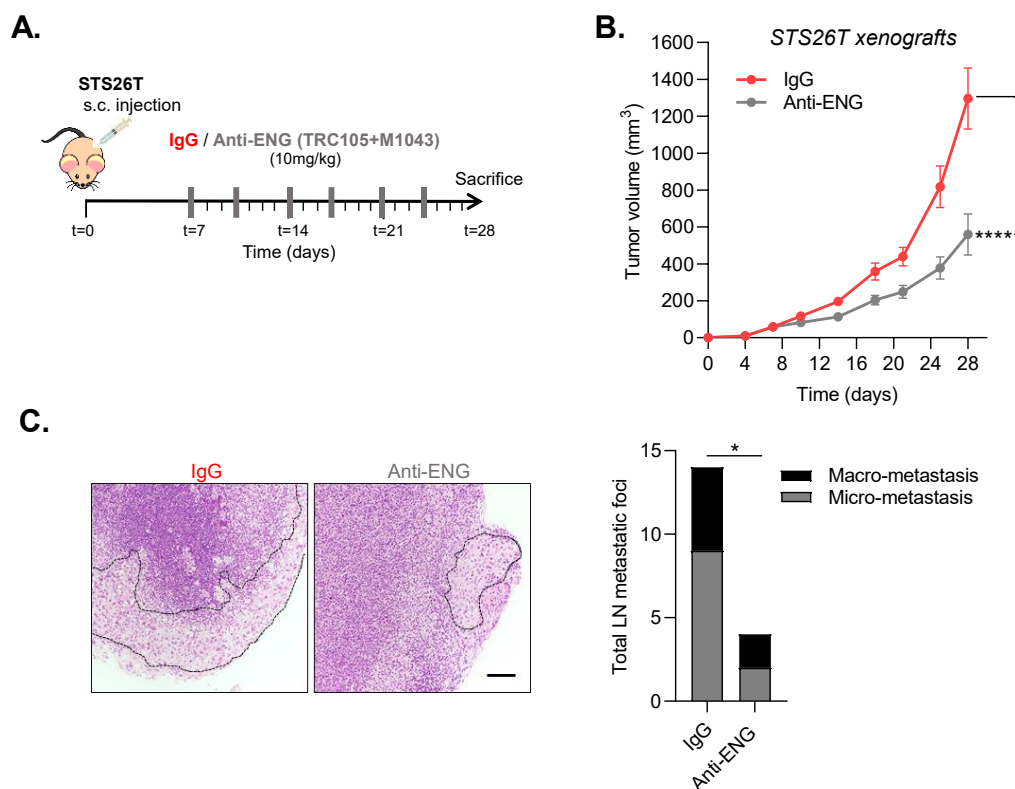 A.
STS26T
s.c. injection
IgG / Anti-ENG (TRC105+M1043)
(10mg/kg)
Sacrifice
t=0
t=7
t=14
t=21
t=28
Time (days)
B.
STS26T xenografts
IgG
Anti-ENG
Tumor volume (mm³)
1600
1400
1200
1000
800
600
400
200
0
****
0 4 8 12 16 20 24 28
Time (days)
C.
IgG
Anti-ENG
Total LN metastatic foci
15
10
5
0
*
Macro-metastasis
Micro-metastasis
IgG
Anti-ENG